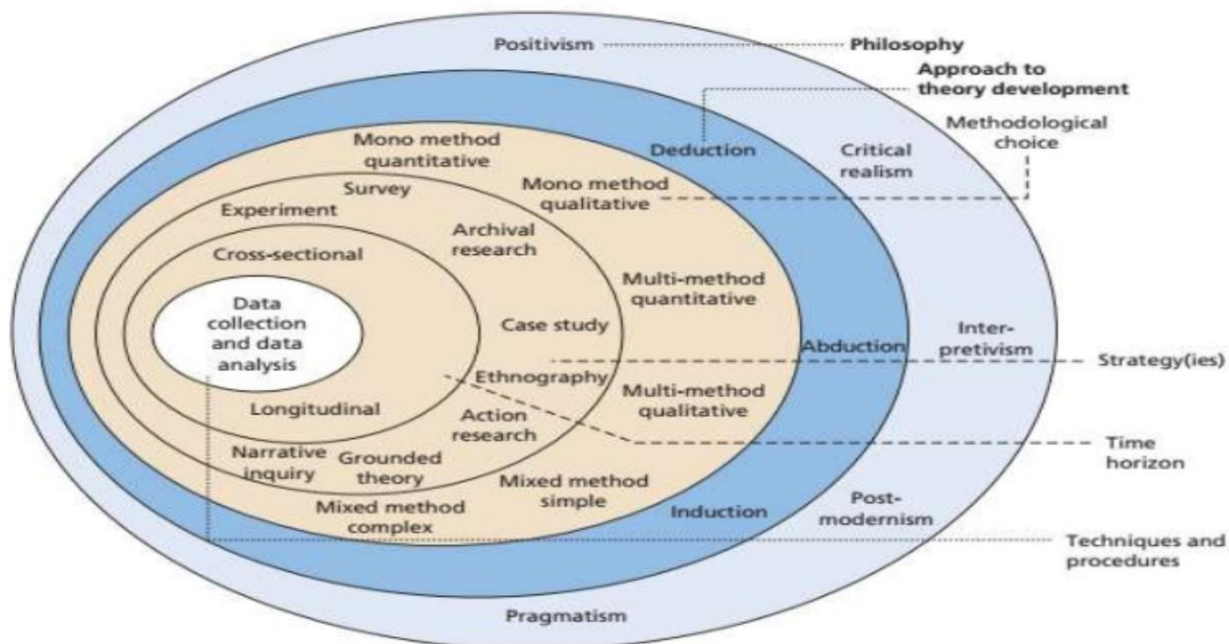 Positivism
Philosophy
Approach to
theory development
Methodological
choice
Mono method
quantitative
Deduction
Critical
realism
Mono method
qualitative
Survey
Experiment
Archival
research
Cross-sectional
Multi-method
quantitative
Data
collection
and data
analysis
Case study
Abduction
Inter-
pretivism
Strategy(ies)
Ethnography
Multi-method
qualitative
Longitudinal
Action
research
Time
horizon
Narrative
inquiry
Grounded
theory
Mixed method
simple
Mixed method
complex
Induction
Post-
modernism
Techniques and
procedures
Pragmatism